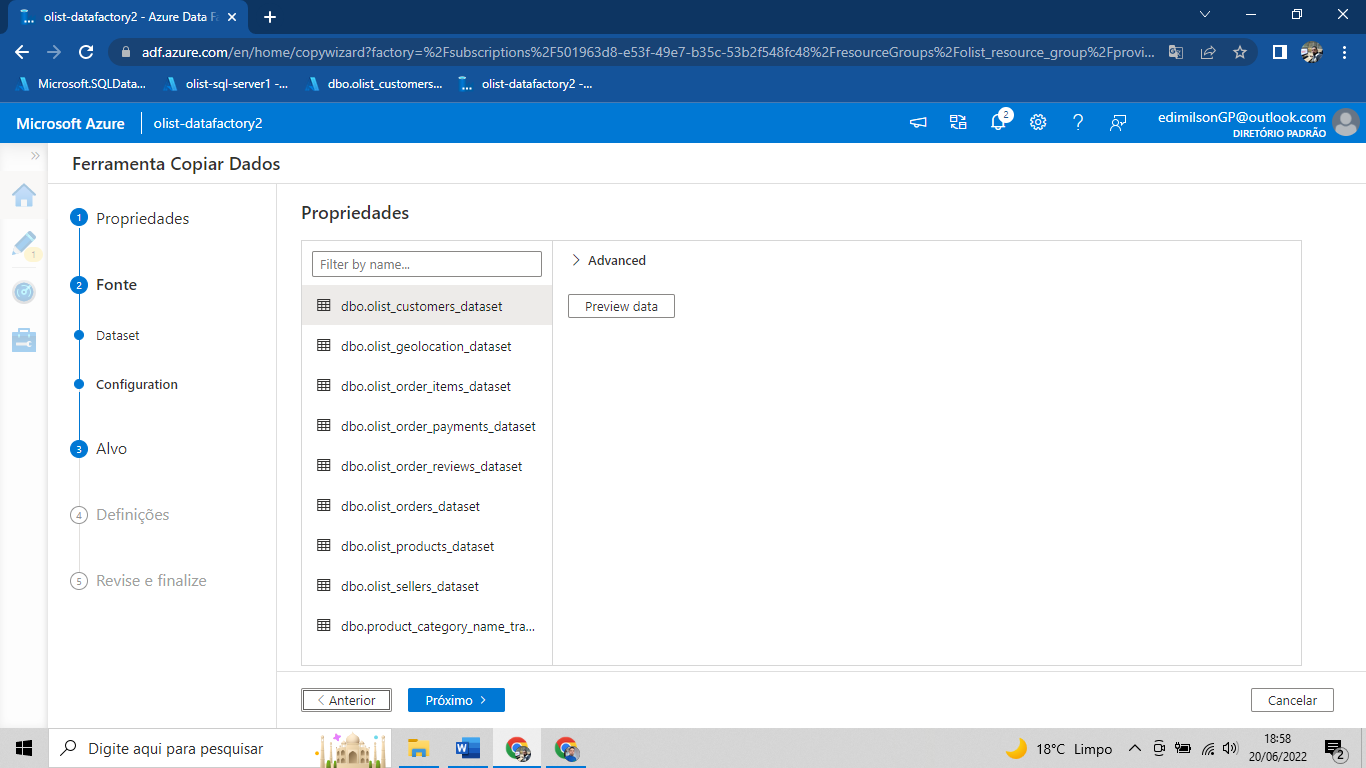 olist-datafactory2 - Azure Data F
adf.azure.com/en/home/copywizard?factory=%2Fsubscriptions%2F501963d8-e53f-49e7-b35c-53b2f548fc48%2FresourceGroups%2Folist_resource_group%2Fprovi...
Microsoft.SQLData... olist-sql-server1 -... dbo.olist_customers... olist-datafactory2 -...
Microsoft Azure olist-datafactory2 2 edimilsonGP@outlook.com
DIRETÓRIO PADRÃO
Ferramenta Copiar Dados
1 Propriedades
2 Fonte
Dataset
Configuration
3 Alvo
4 Definições
5 Revise e finalize
1
Propriedades
Filter by name...
dbo.olist_customers_dataset
dbo.olist_geolocation_dataset
dbo.olist_order_items_dataset
dbo.olist_order_payments_dataset
dbo.olist_order_reviews_dataset
dbo.olist_orders_dataset
dbo.olist_products_dataset
dbo.olist_sellers_dataset
dbo.product_category_name_tra...
Advanced
Preview data
< Anterior Próximo > Cancelar
Digite aqui para pesquisar
18°C Limpo
18:58
20/06/2022
2